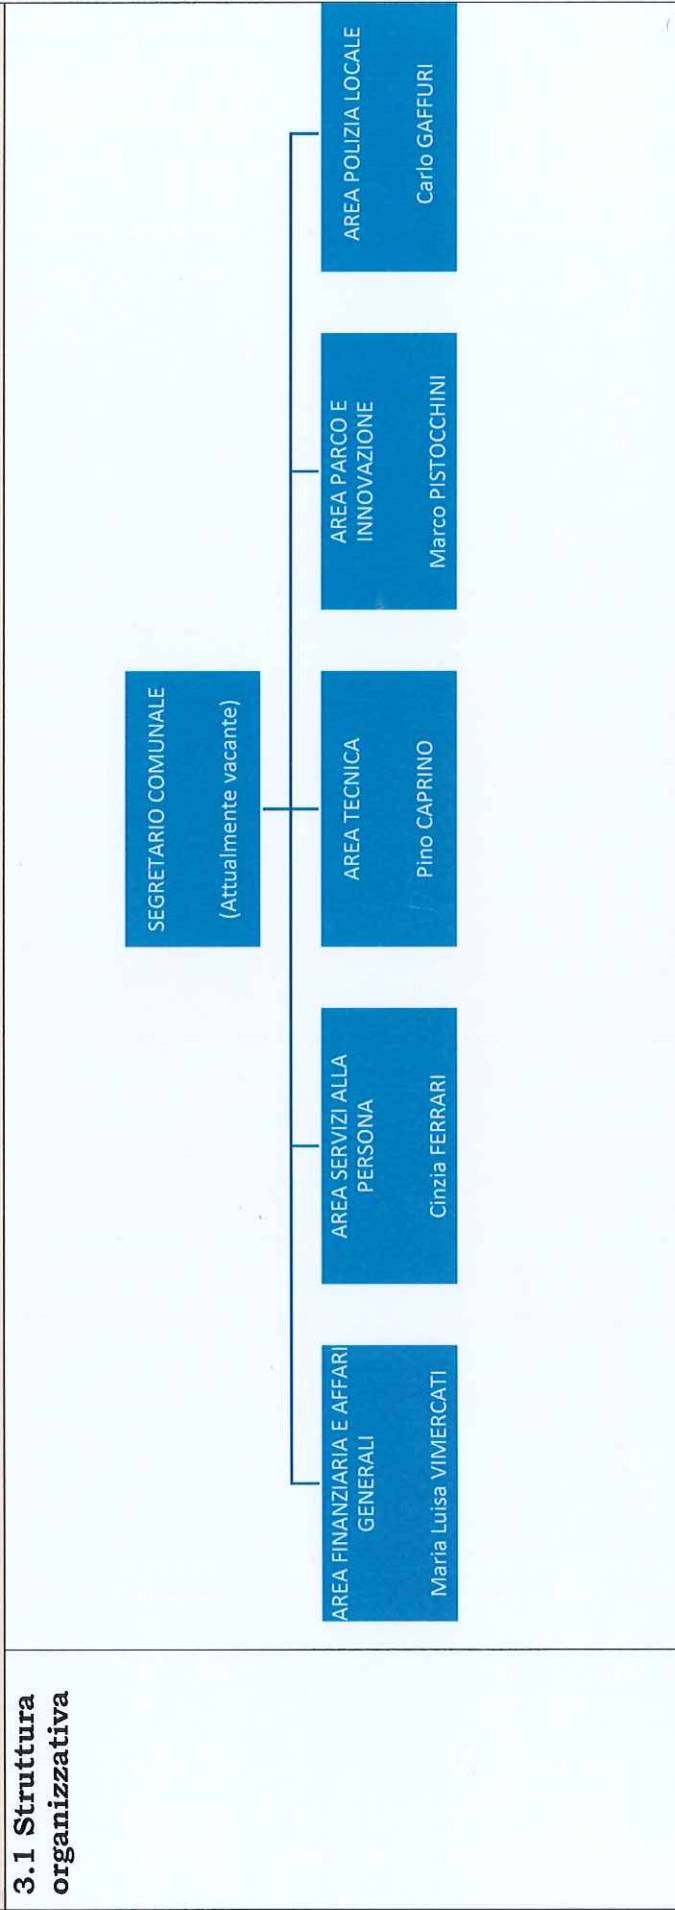 3.1 Struttura
organizzativa
SEGRETARIO COMUNALE
(Attualmente vacante)
AREA FINANZIARIA E AFFARI
GENERALI
Maria Luisa VIMERCATI
AREA SERVIZI ALLA
PERSONA
Cinzia FERRARI
AREA TECNICA
Pino CAPRINO
AREA PARCO E
INNOVAZIONE
Marco PISTOCCHINI
AREA POLIZIA LOCALE
Carlo GAFFURI